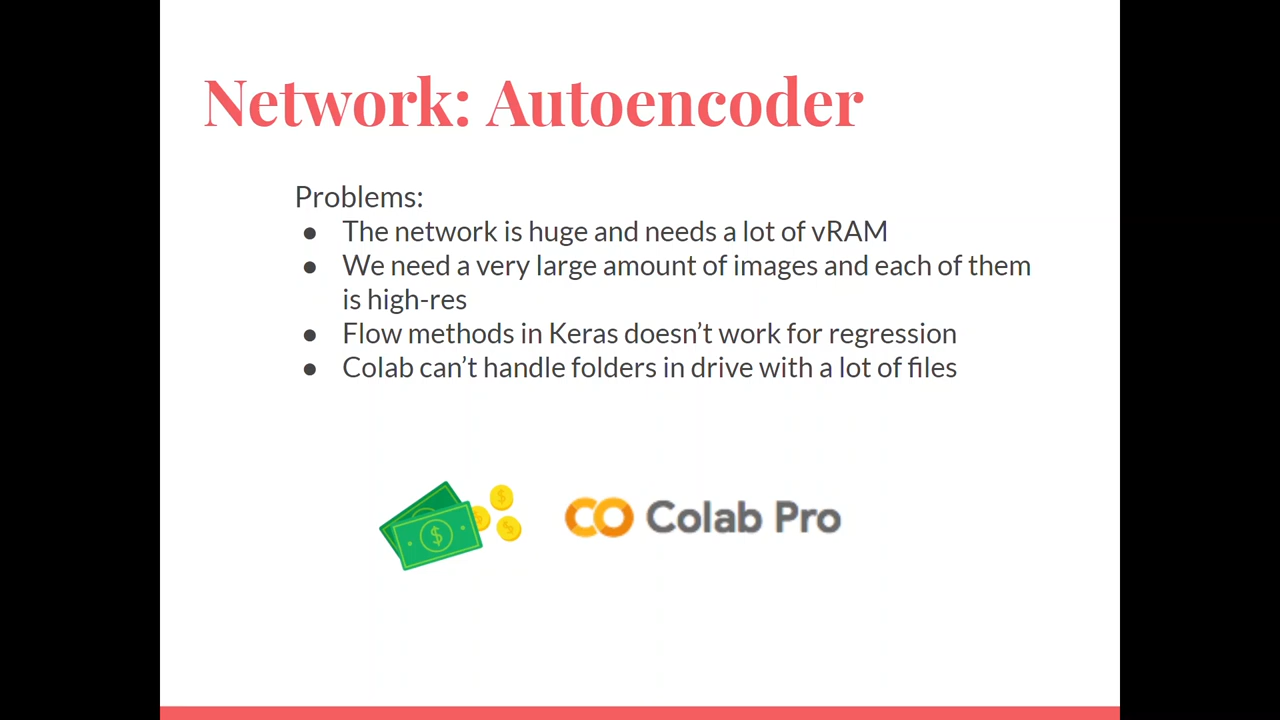 Network: Autoencoder
Problems:
● The network is huge and needs a lot of vRAM
● We need a very large amount of images and each of them
is high-res
● Flow methods in Keras doesn’t work for regression
● Colab can’t handle folders in drive with a lot of files
Colab Pro